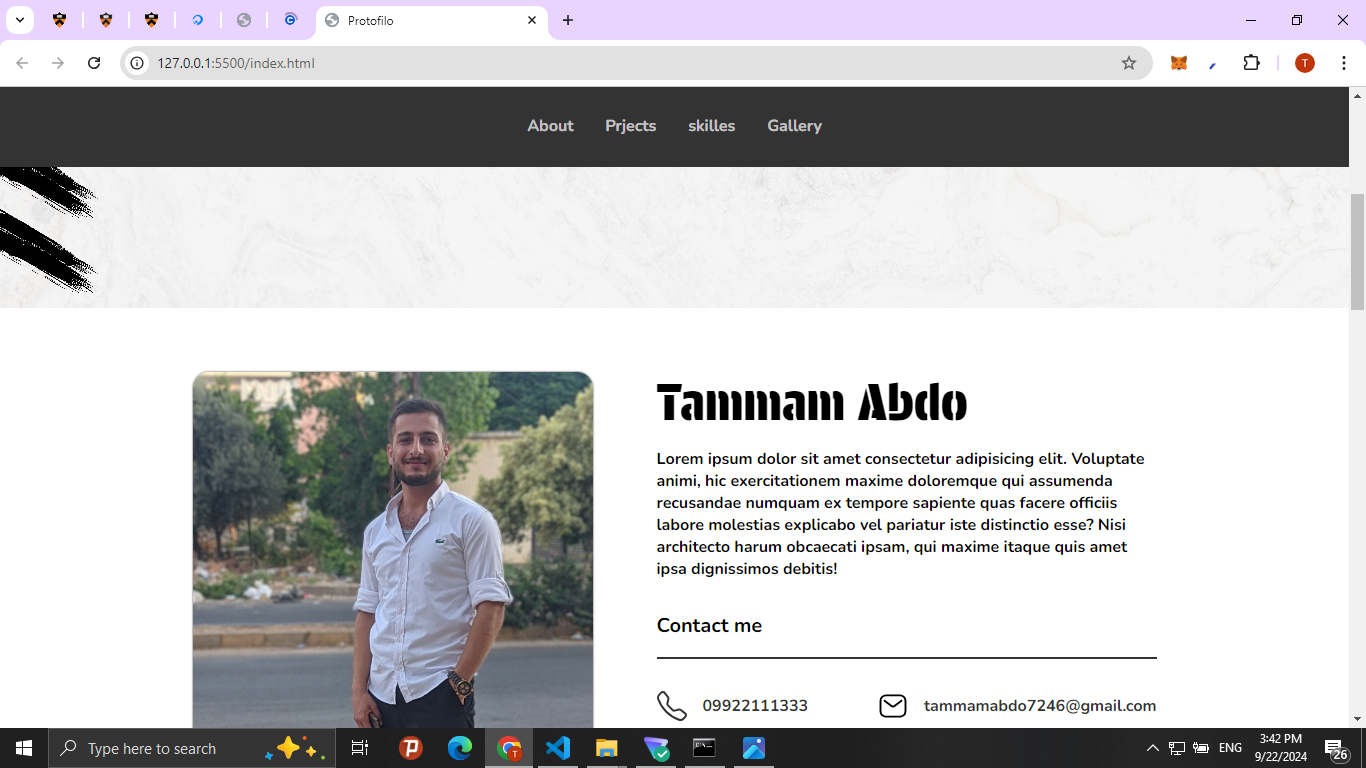 Protofilo
127.0.0.1:5500/index.html
T
About Prjects skilles Gallery
Tammam Abdo
Lorem ipsum dolor sit amet consectetur adipisicing elit. Voluptate
animi, hic exercitationem maxime doloremque qui assumenda
recusandae numquam ex tempore sapiente quas facere officiis
labore molestias explicabo vel pariatur iste distinctio esse? Nisi
architecto harum obcaecati ipsam, qui maxime itaque quis amet
ipsa dignissimos debitis!
Contact me
09922111333 tammamabdo7246@gmail.com
Type here to search
T
ENG
3:42 PM
9/22/2024
26